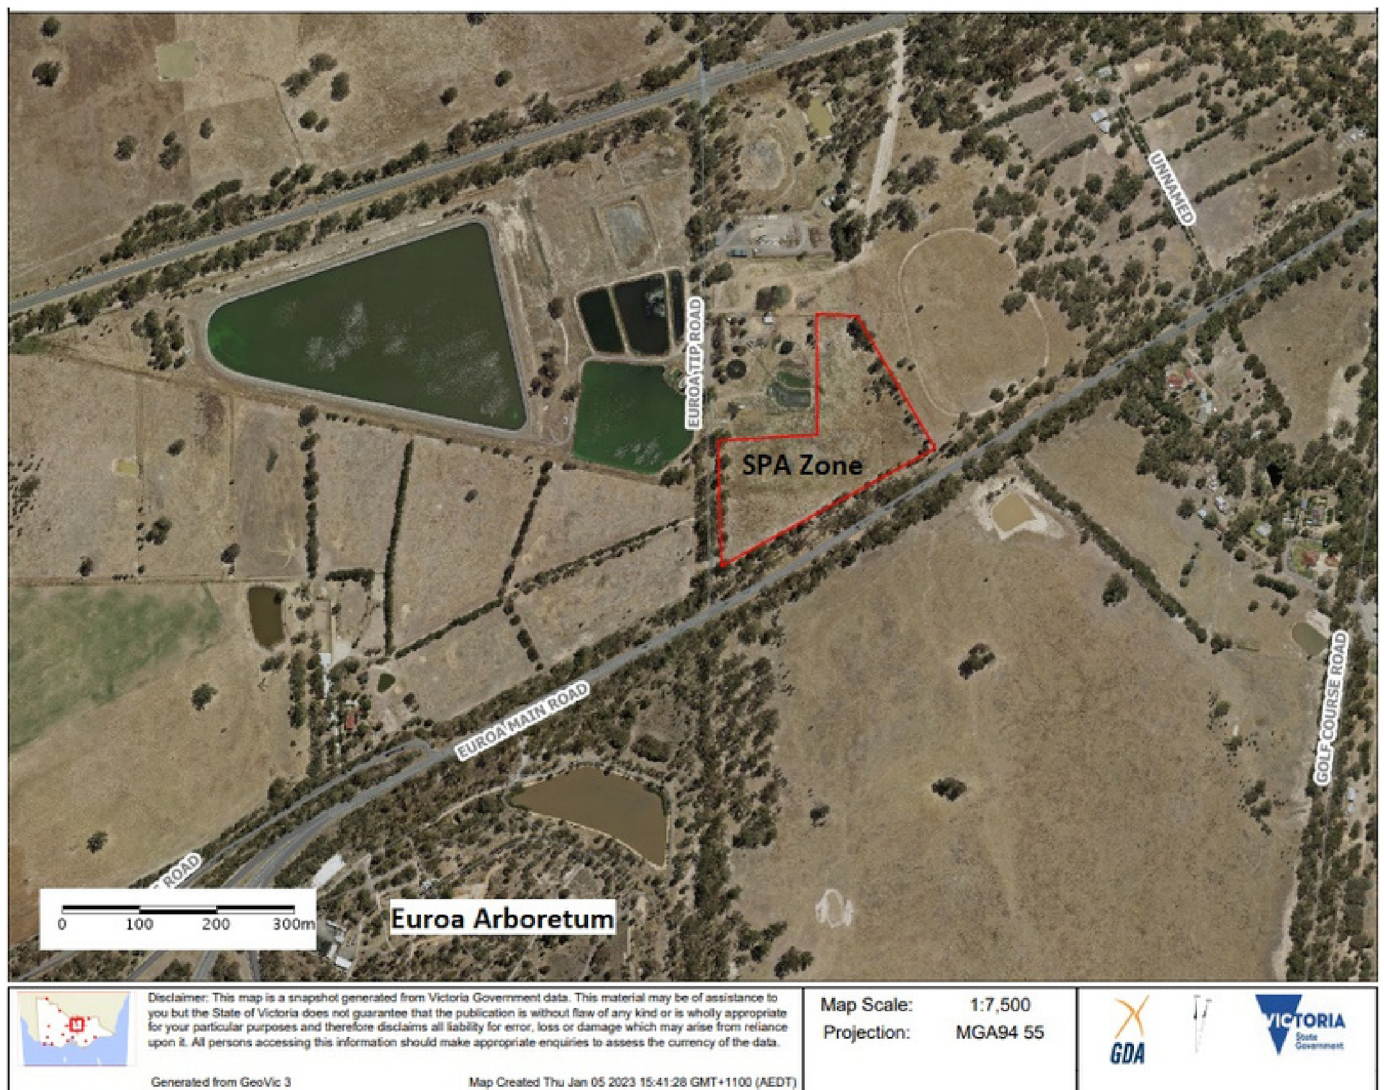 UNNAMED
EUROA TIP ROAD
SPA Zone
GOLF COURSE ROAD
EUROA MAIN ROAD
ROAD
Euroa Arboretum
0 100 200 300m
Disclaimer: This map is a snapshot generated from Victoria Government data. This material may be of assistance to
you but the State of Victoria does not guarantee that the publication is without flaw of any kind or is wholly appropriate
for your particular purposes and therefore disclaims all liability for error, loss or damage which may arise from reliance
upon it. All persons accessing this information should make appropriate enquiries to assess the currency of the data.
Generated from GeoVic 3
Map Created Thu Jan 05 2023 15:41:28 GMT+1100 (AEDT)
Map Scale: 1:7,500
Projection: MGA94 55
GDA
VICTORIA
State
Government